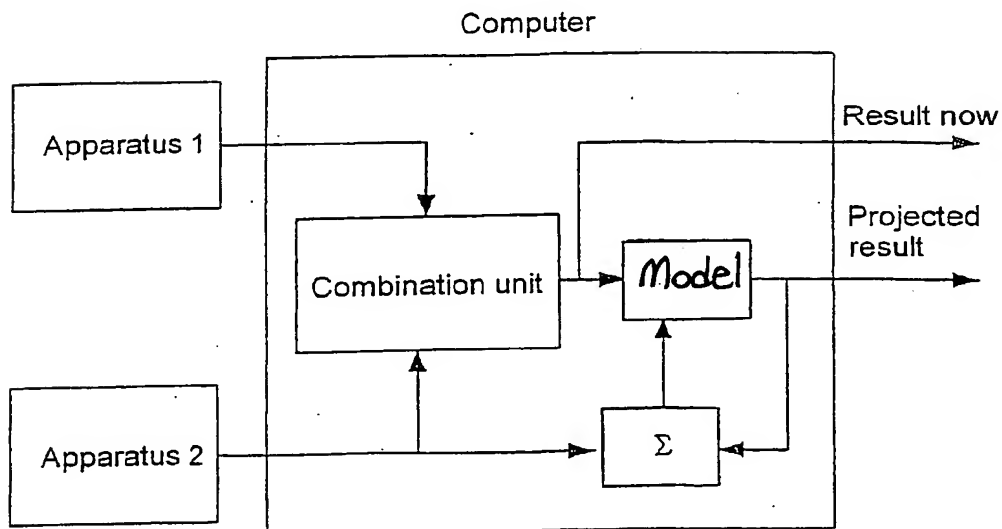 Computer
Apparatus 1
Result now
Combination unit
Model
Projected
result
Apparatus 2
Σ